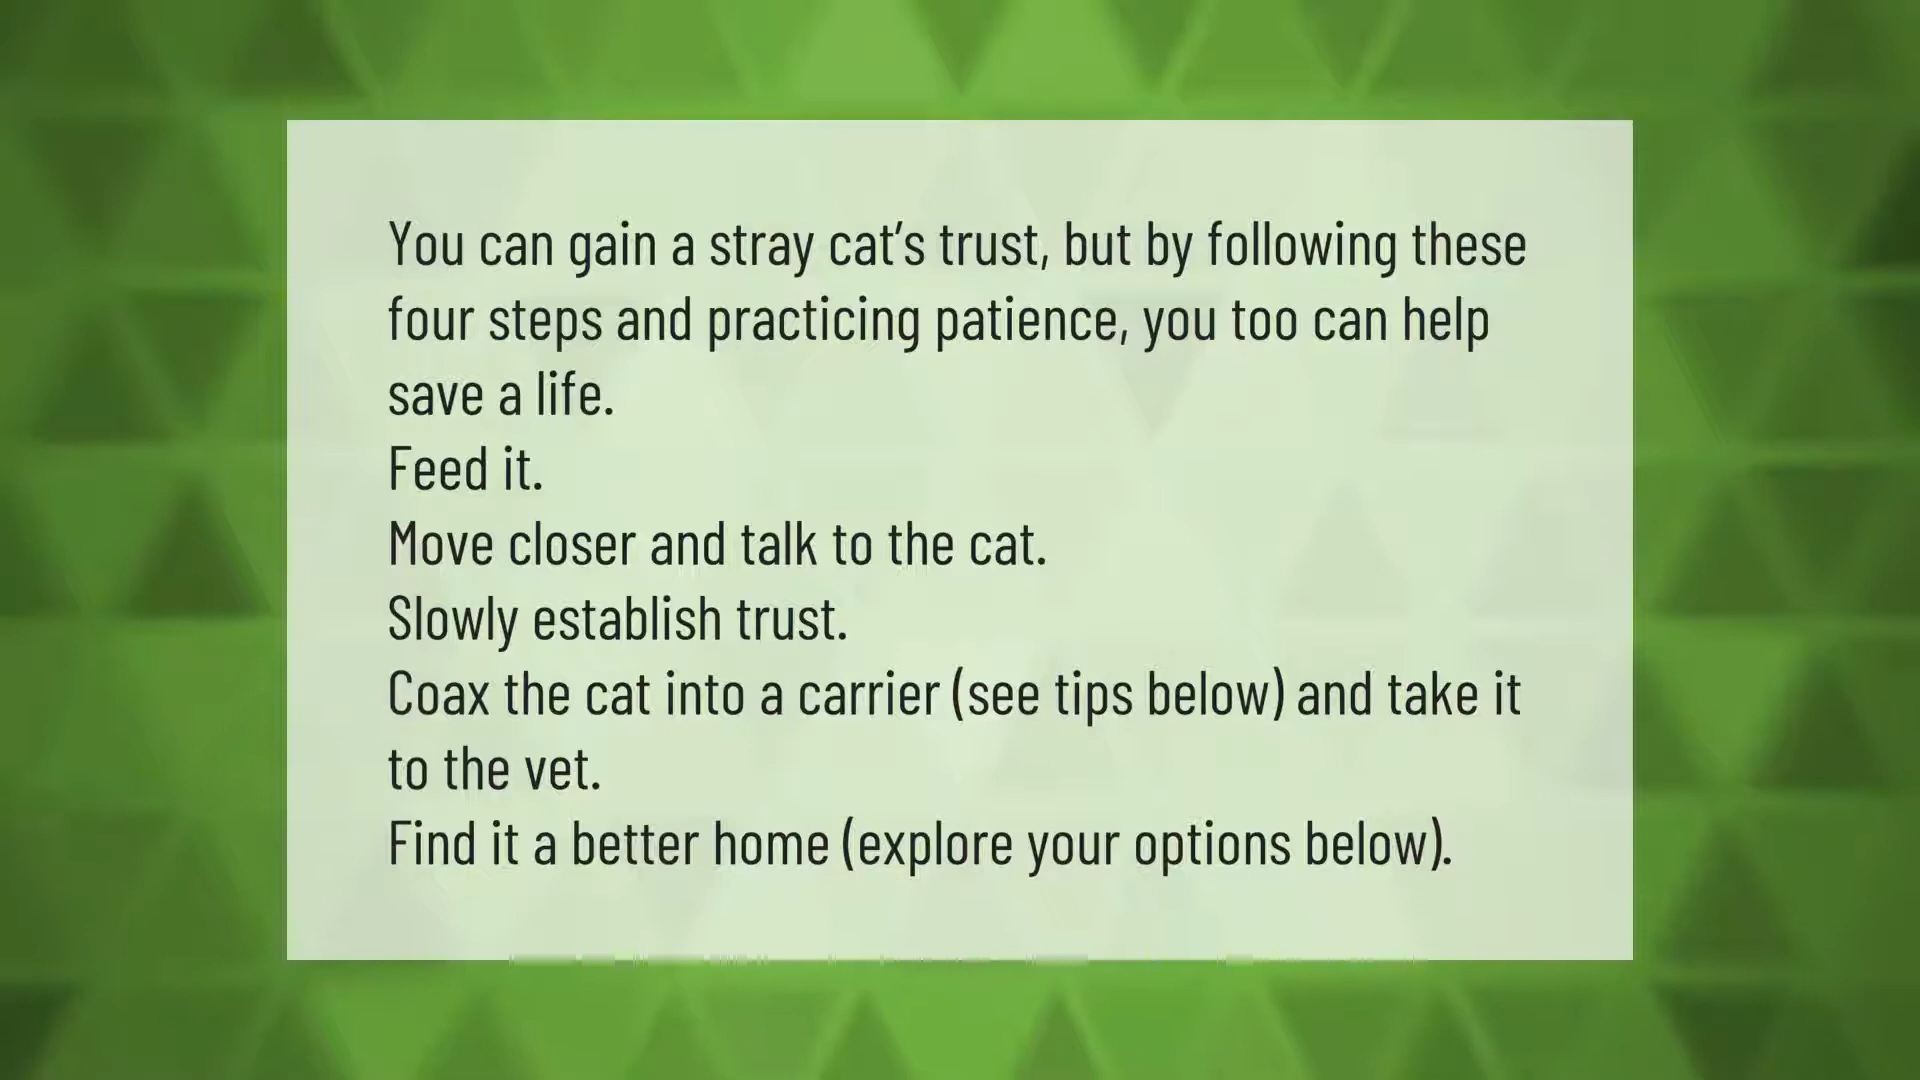 You can gain a stray cat’s trust, but by following these
four steps and practicing patience, you too can help
save a life.
Feed it.
Move closer and talk to the cat.
Slowly establish trust.
Coax the cat into a carrier (see tips below) and take it
to the vet.
Find it a better home (explore your options below).